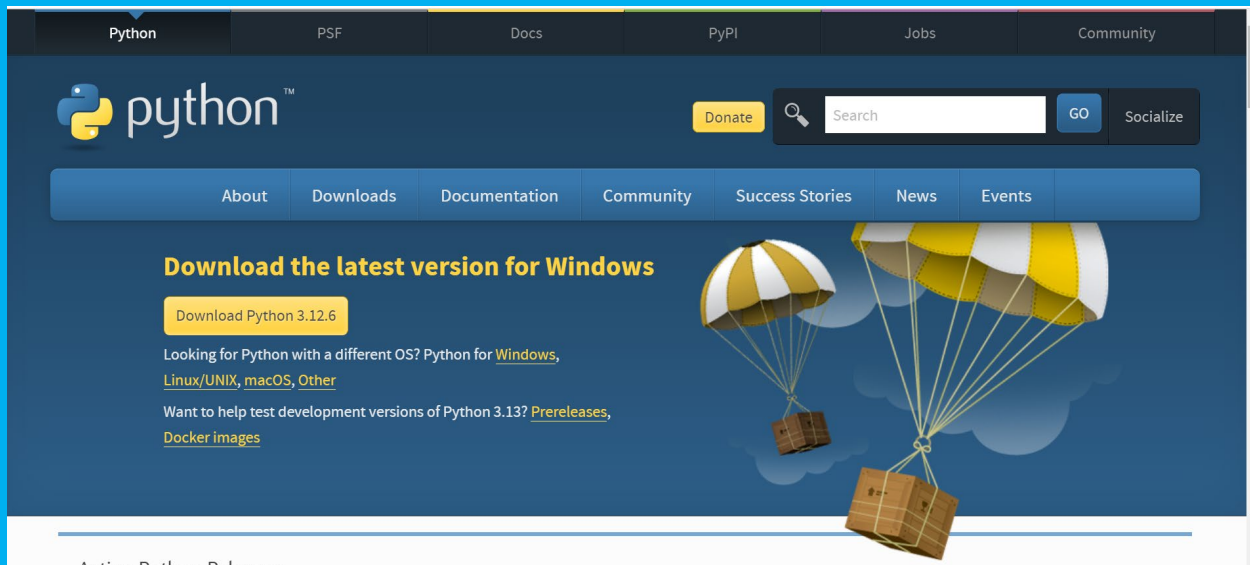 Python PSF Docs PyPI Jobs Community
python™
Donate Search GO Socialize
About Downloads Documentation Community Success Stories News Events
Download the latest version for Windows
Download Python 3.12.6
Looking for Python with a different OS? Python for Windows,
Linux/UNIX, macOS, Other
Want to help test development versions of Python 3.13? Prereleases,
Docker images